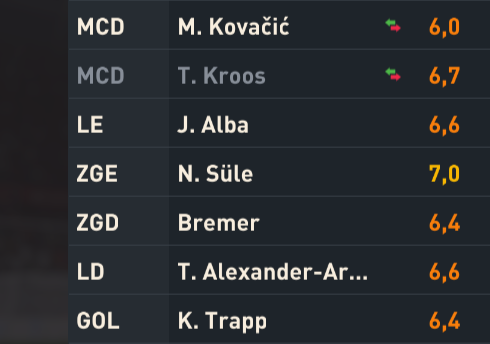 MCD M. Kovačić 6,0
MCD T. Kroos 6,7
LE J. Alba 6,6
ZGE N. Süle 7,0
ZGD Bremer 6,4
LD T. Alexander-Ar... 6,6
GOL K. Trapp 6,4